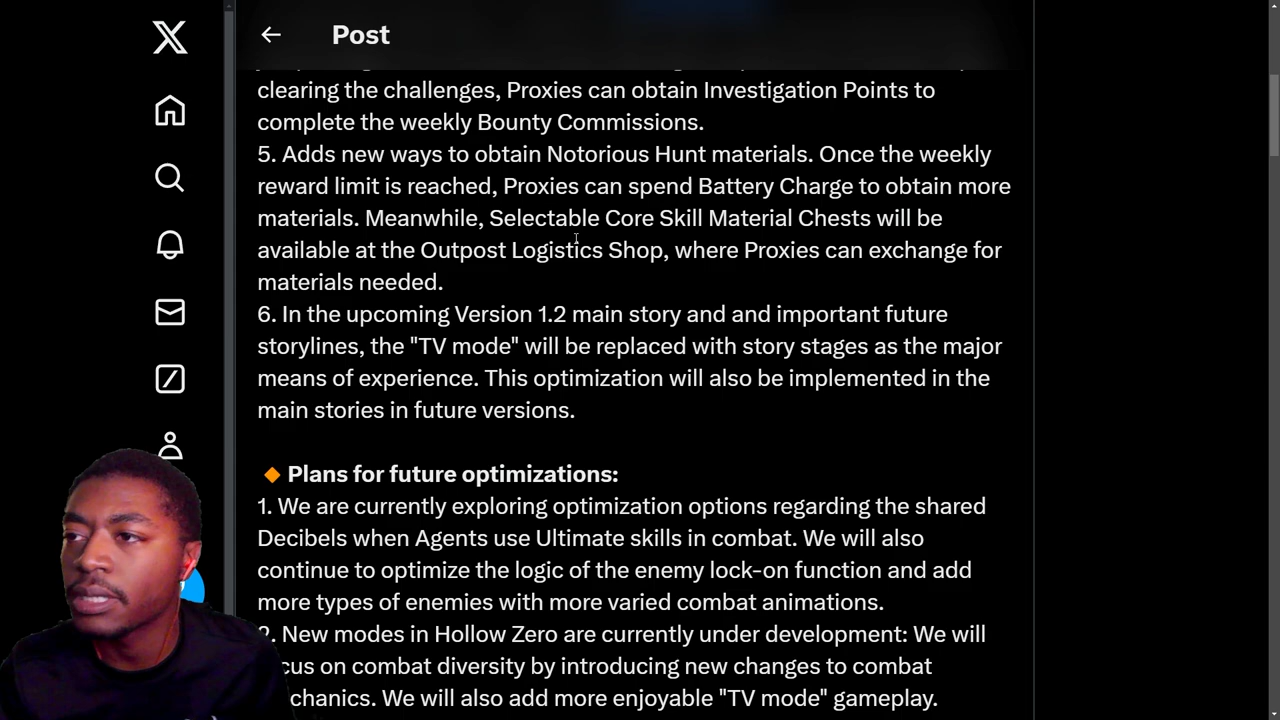 Post
clearing the challenges, Proxies can obtain Investigation Points to
complete the weekly Bounty Commissions.
5. Adds new ways to obtain Notorious Hunt materials. Once the weekly
reward limit is reached, Proxies can spend Battery Charge to obtain more
materials. Meanwhile, Selectable Core Skill Material Chests will be
available at the Outpost Logistics Shop, where Proxies can exchange for
materials needed.
6. In the upcoming Version 1.2 main story and and important future
storylines, the "TV mode" will be replaced with story stages as the major
means of experience. This optimization will also be implemented in the
main stories in future versions.
Plans for future optimizations:
1. We are currently exploring optimization options regarding the shared
Decibels when Agents use Ultimate skills in combat. We will also
continue to optimize the logic of the enemy lock-on function and add
more types of enemies with more varied combat animations.
2. New modes in Hollow Zero are currently under development: We will
cus on combat diversity by introducing new changes to combat
chanics. We will also add more enjoyable "TV mode" gameplay.